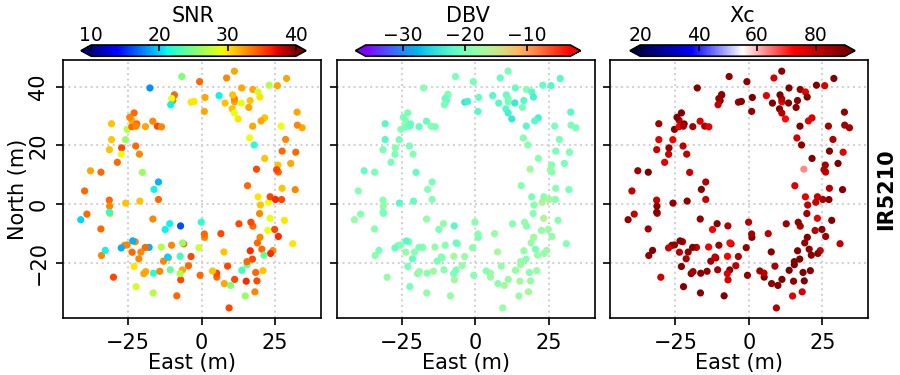 SNR DBV Xc
10 20 30 40 −30 −20 −10 20 40 60 80
40
20
0
−20
North (m)
IR5210
−25 0 25 −25 0 25 −25 0 25
East (m) East (m) East (m)